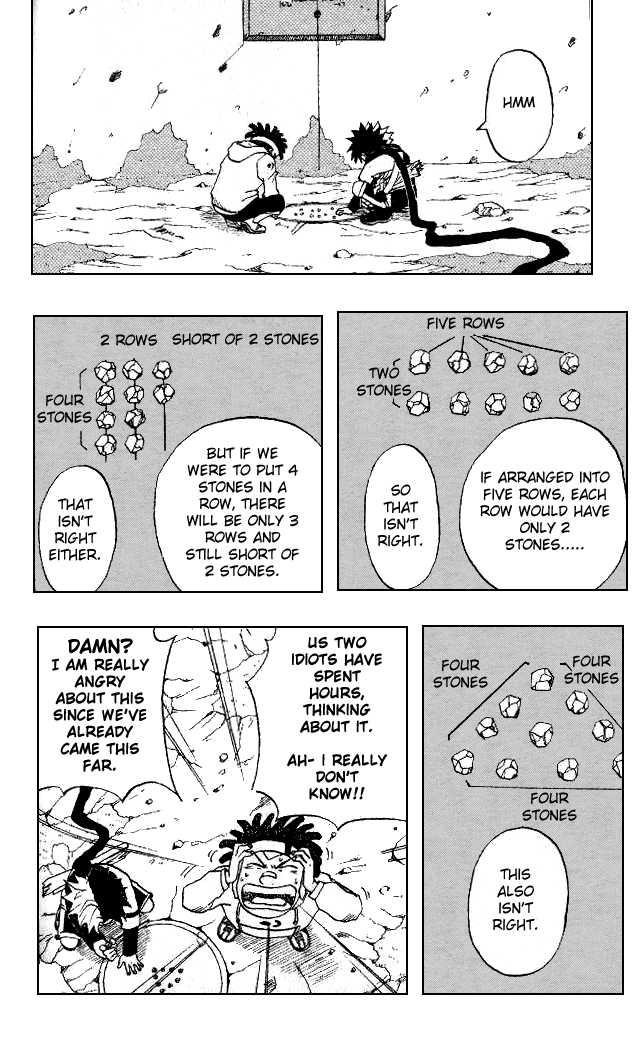 HMM
FIVE ROWS
TWO
STONES
IF ARRANGED INTO
FIVE ROWS, EACH
ROW WOULD HAVE
ONLY 2
STONES.....
SO
THAT
ISN'T
RIGHT.
2 ROWS
SHORT OF 2 STONES
FOUR
STONES
BUT IF WE
WERE TO PUT 4
STONES IN A
ROW, THERE
WILL BE ONLY 3
ROWS AND
STILL SHORT OF
2 STONES.
THAT
ISN'T
RIGHT
EITHER.
FOUR
STONES
FOUR
STONES
FOUR
STONES
THIS
ALSO
ISN'T
RIGHT.
US TWO
IDIOTS HAVE
SPENT
HOURS,
THINKING
ABOUT IT.
AH- I REALLY
DON'T
KNOW!!
DAMN?
I AM REALLY
ANGRY
ABOUT THIS
SINCE WE'VE
ALREADY
CAME THIS
FAR.